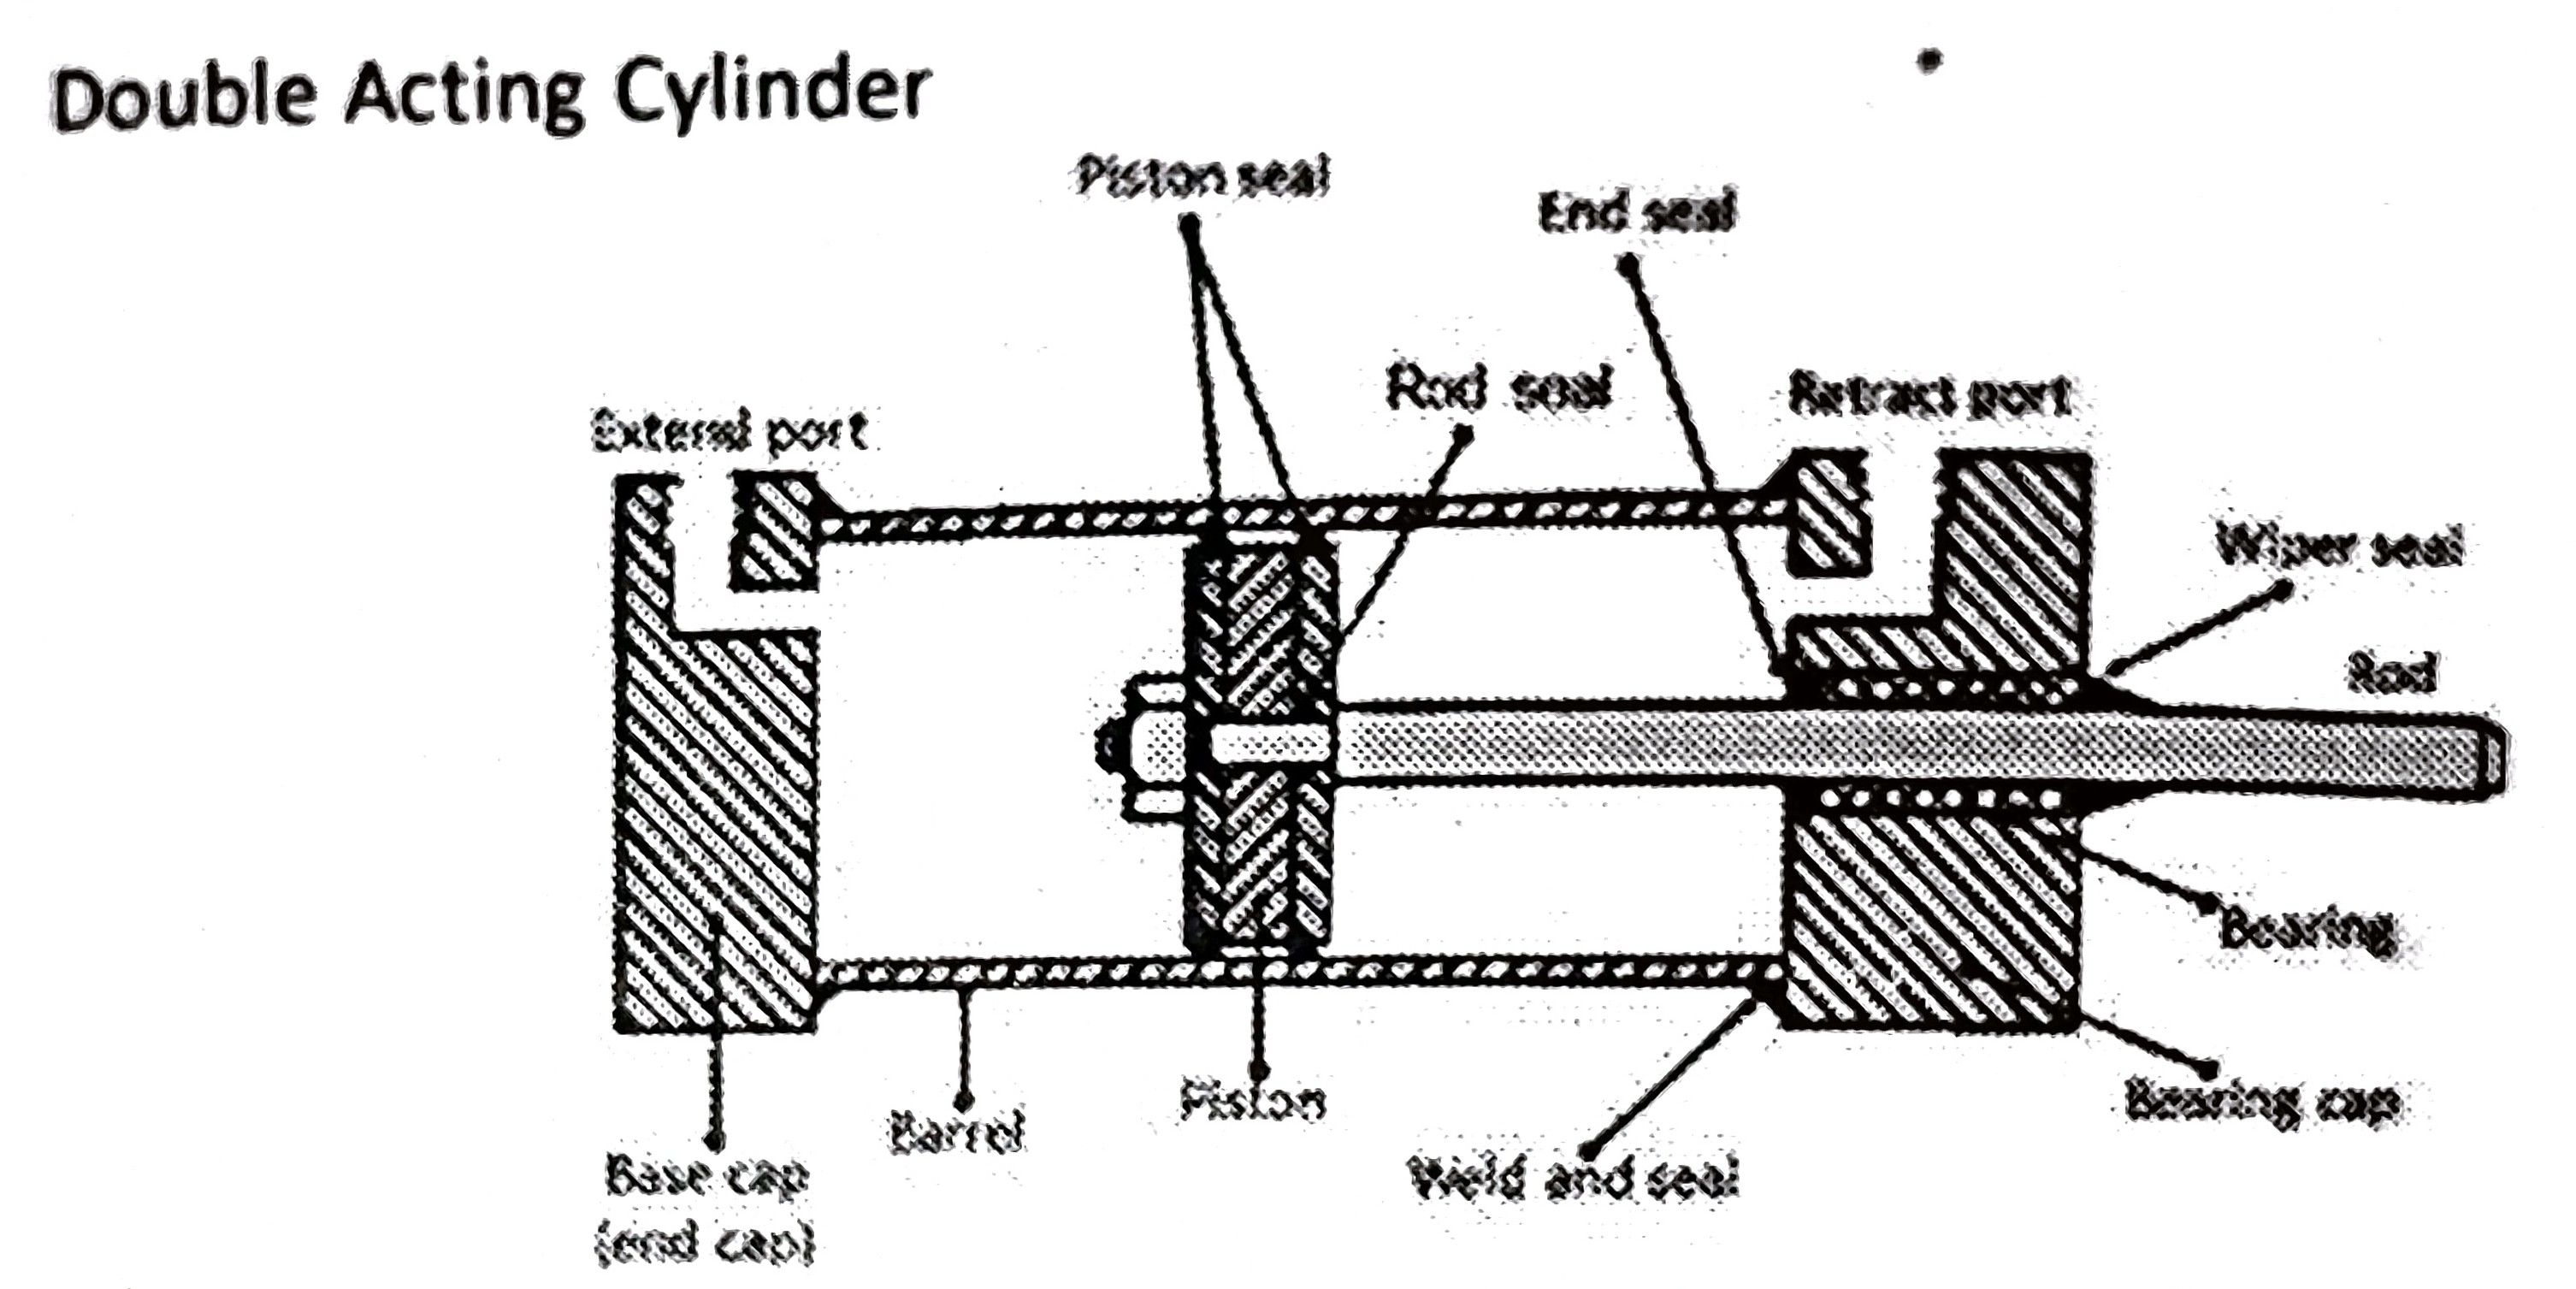 Double Acting Cylinder
Piston seal
End seal
Rod seal
Retract port
port
Wiper seal
Rod
Bearing
Bearing cap
Piston
Barrel
Weld and seal
Base cap
(end cap)